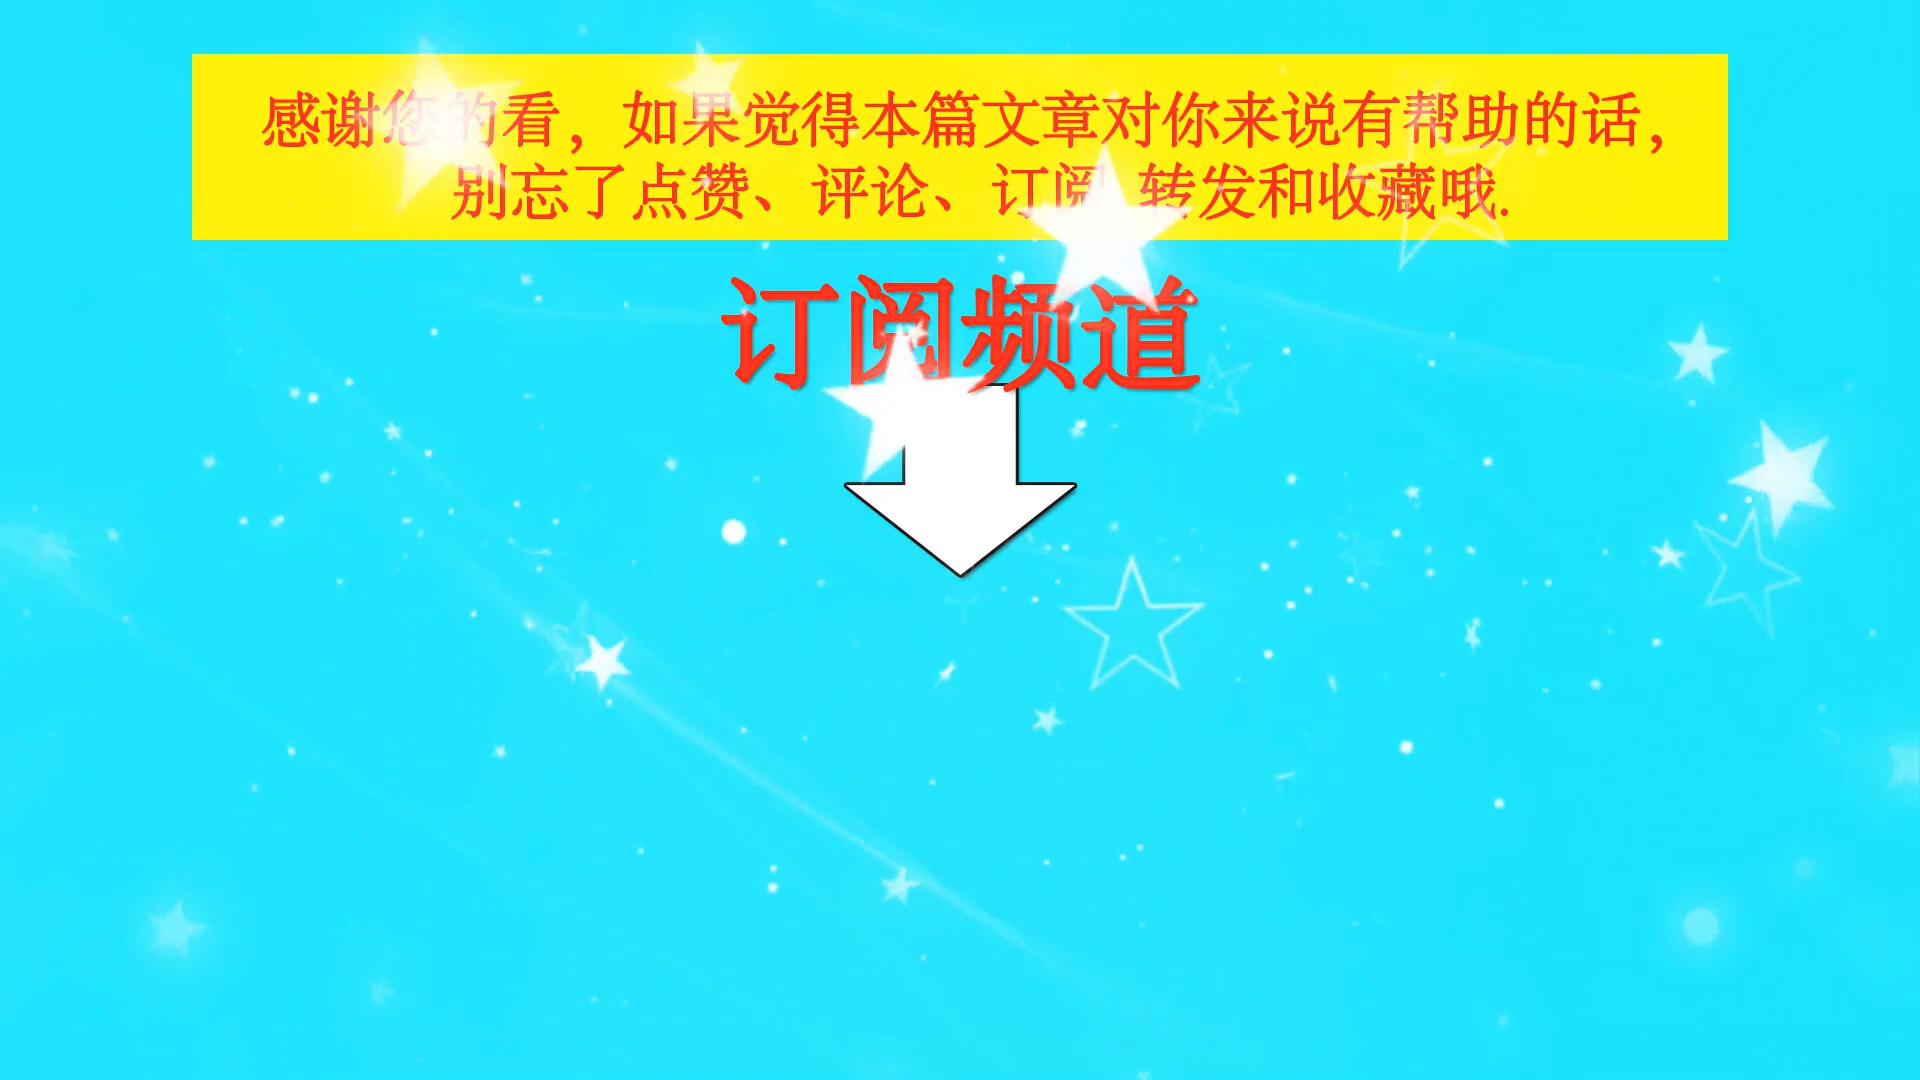 感谢您的看，如果觉得本篇文章对你来说有帮助的话，
别忘了点赞、评论、订阅 转发和收藏哦.
订阅频道